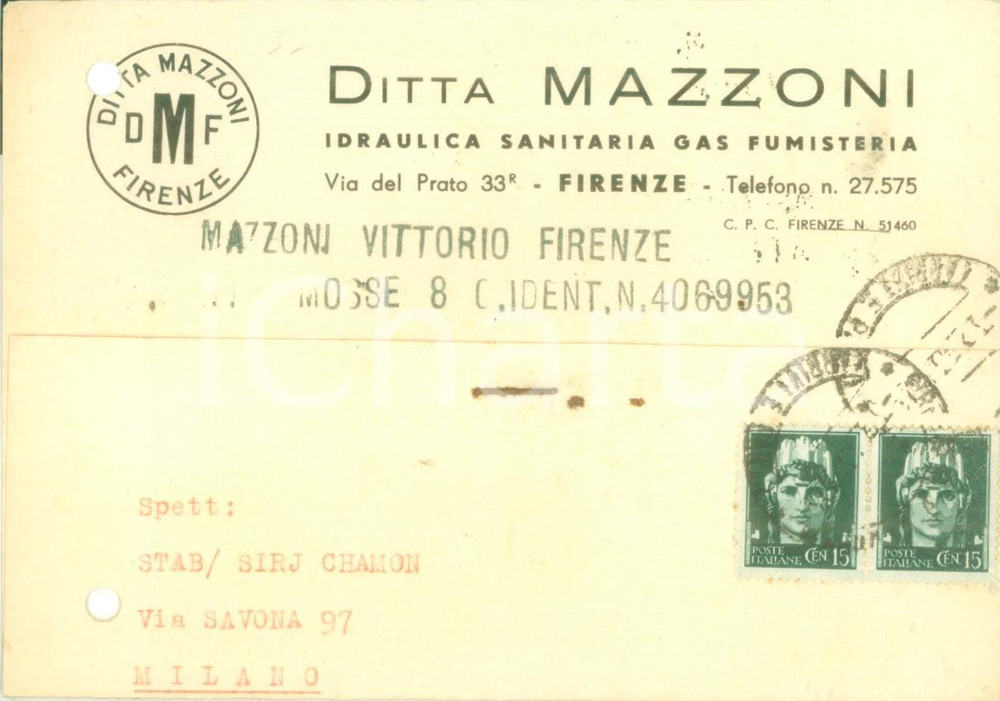 DITTA MAZZONI
D M F
FIRENZE
DITTA MAZZONI
IDRAULICA SANITARIA GAS FUMISTERIA
Via del Prato 33R - FIRENZE - Telefono n. 27.575
C. P. C. FIRENZE N. 51460
MAZZONI VITTORIO FIRENZE
MOSSE 8 C.IDENT.N.4069953
iCharta
Spett:
STAB/ SIRJ CHAMON
Via SAVONA 97
MILANO
POSTE ITALIANE CEN. 15
POSTE ITALIANE CEN. 15